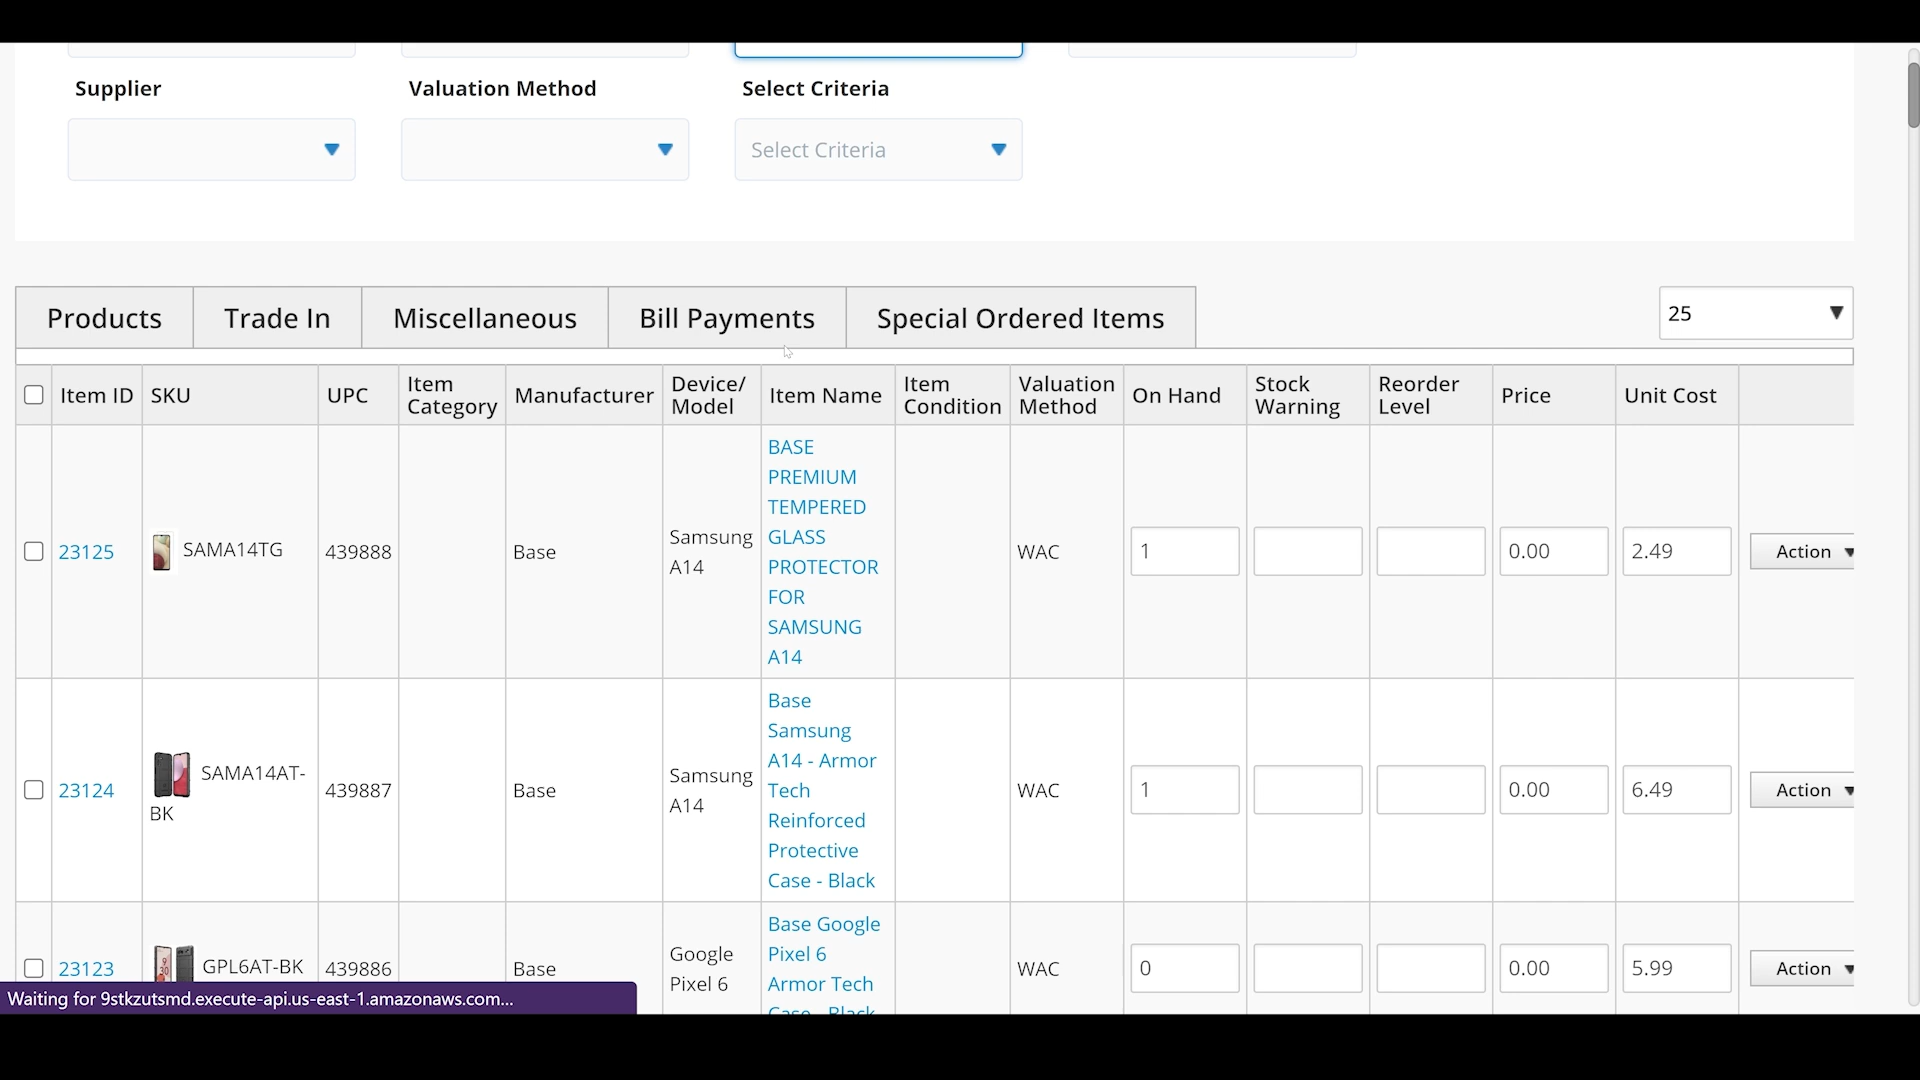 Supplier Valuation Method Select Criteria
Select Criteria
Products Trade In Miscellaneous Bill Payments Special Ordered Items 25
Item ID SKU UPC Item Category Manufacturer Device/ Model Item Name Item Condition Valuation Method On Hand Stock Warning Reorder Level Price Unit Cost
23125 SAMA14TG 439888 Base Samsung A14
BASE
PREMIUM
TEMPERED
GLASS
PROTECTOR
FOR
SAMSUNG
A14
WAC 1 0.00 2.49 Action
23124 SAMA14AT-
BK
439887 Base Samsung A14
Base
Samsung
A14 - Armor
Tech
Reinforced
Protective
Case - Black
WAC 1 0.00 6.49 Action
23123 GPL6AT-BK 439886 Base Google Pixel 6
Base Google
Pixel 6
Armor Tech
Case - Black
WAC 0 0.00 5.99 Action
Waiting for 9stkzutsmd.execute-api.us-east-1.amazonaws.com...